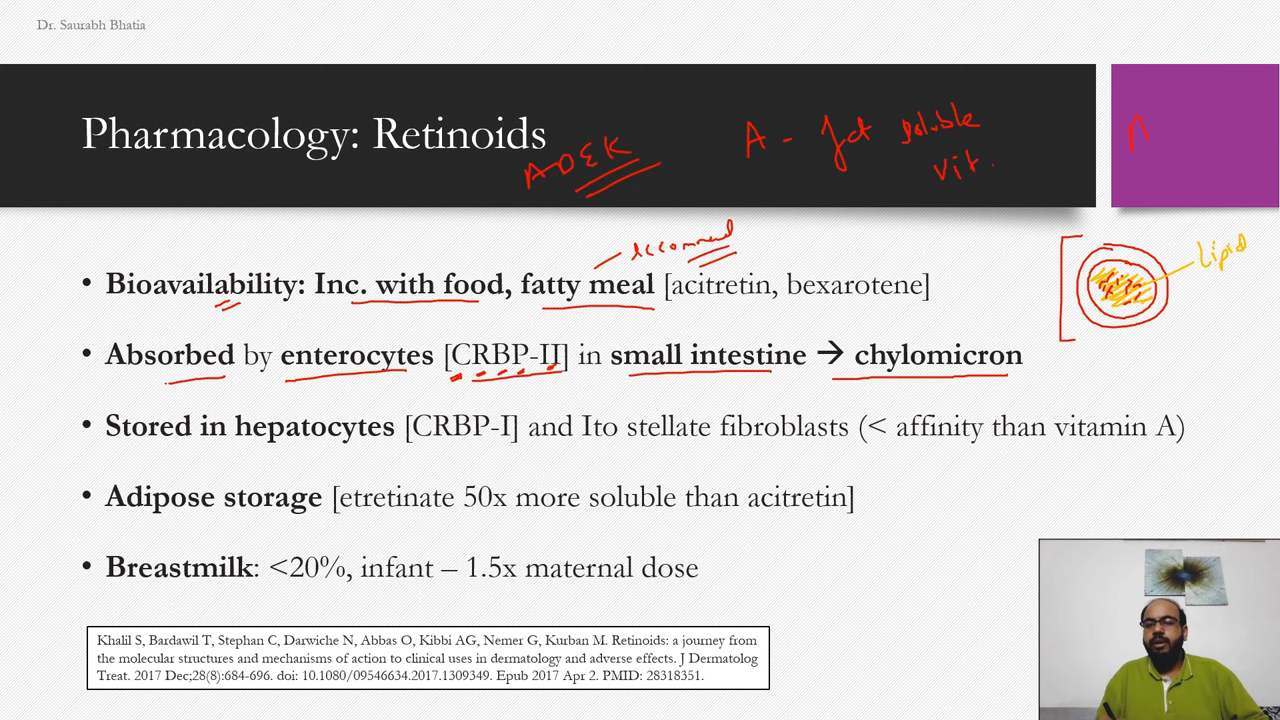 Dr. Saurabh Bhatia
Pharmacology: Retinoids
ADEK
A - fat soluble
vit.
A
recommend
• Bioavailability: Inc. with food, fatty meal [acitretin, bexarotene]
lipid
• Absorbed by enterocytes [CRBP-II] in small intestine → chylomicron
• Stored in hepatocytes [CRBP-I] and Ito stellate fibroblasts (< affinity than vitamin A)
• Adipose storage [etretinate 50x more soluble than acitretin]
• Breastmilk: <20%, infant – 1.5x maternal dose
Khalil S, Bardawil T, Stephan C, Darwiche N, Abbas O, Kibbi AG, Nemer G, Kurban M. Retinoids: a journey from
the molecular structures and mechanisms of action to clinical uses in dermatology and adverse effects. J Dermatolog
Treat. 2017 Dec;28(8):684-696. doi: 10.1080/09546634.2017.1309349. Epub 2017 Apr 2. PMID: 28318351.